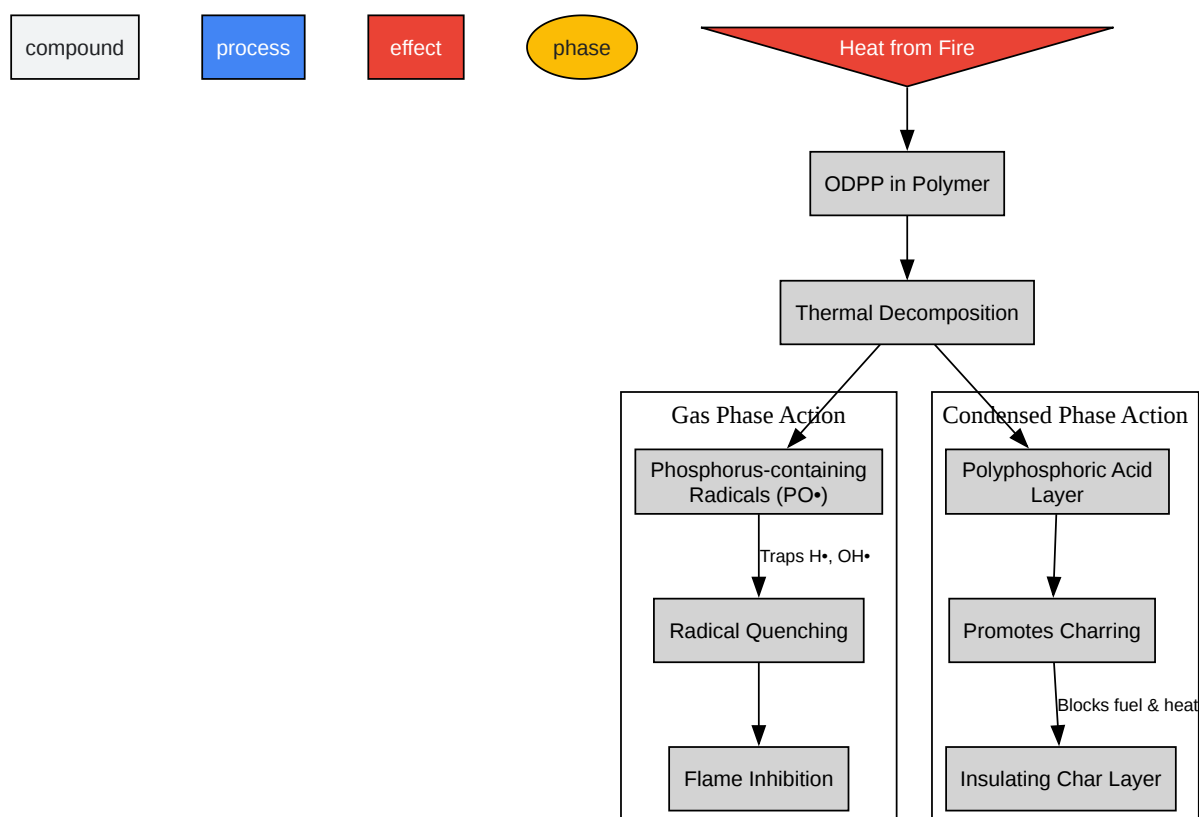 compound
process
effect
phase
Heat from Fire
ODPP in Polymer
Thermal Decomposition
Gas Phase Action
Condensed Phase Action
Phosphorus-containing
Radicals (PO•)
Polyphosphoric Acid
Layer
Traps H•, OH•
Radical Quenching
Promotes Charring
Blocks fuel & heat
Flame Inhibition
Insulating Char Layer